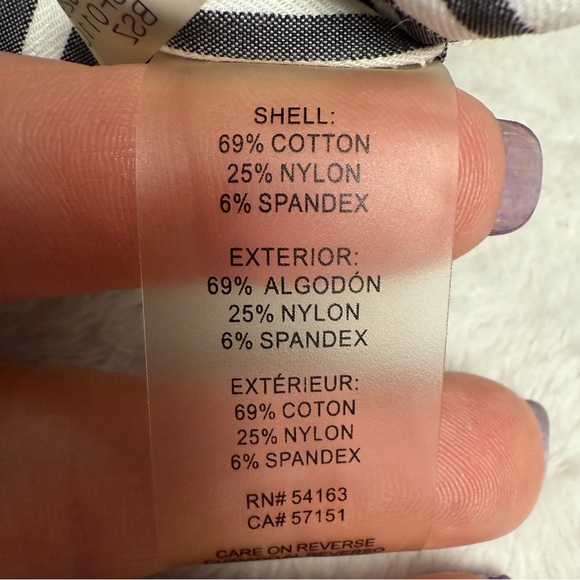 SHELL:
69% COTTON
25% NYLON
6% SPANDEX
EXTERIOR:
69% ALGODÓN
25% NYLON
6% SPANDEX
EXTÉRIEUR:
69% COTON
25% NYLON
6% SPANDEX
RN# 54163
CA# 57151
CARE ON REVERSE